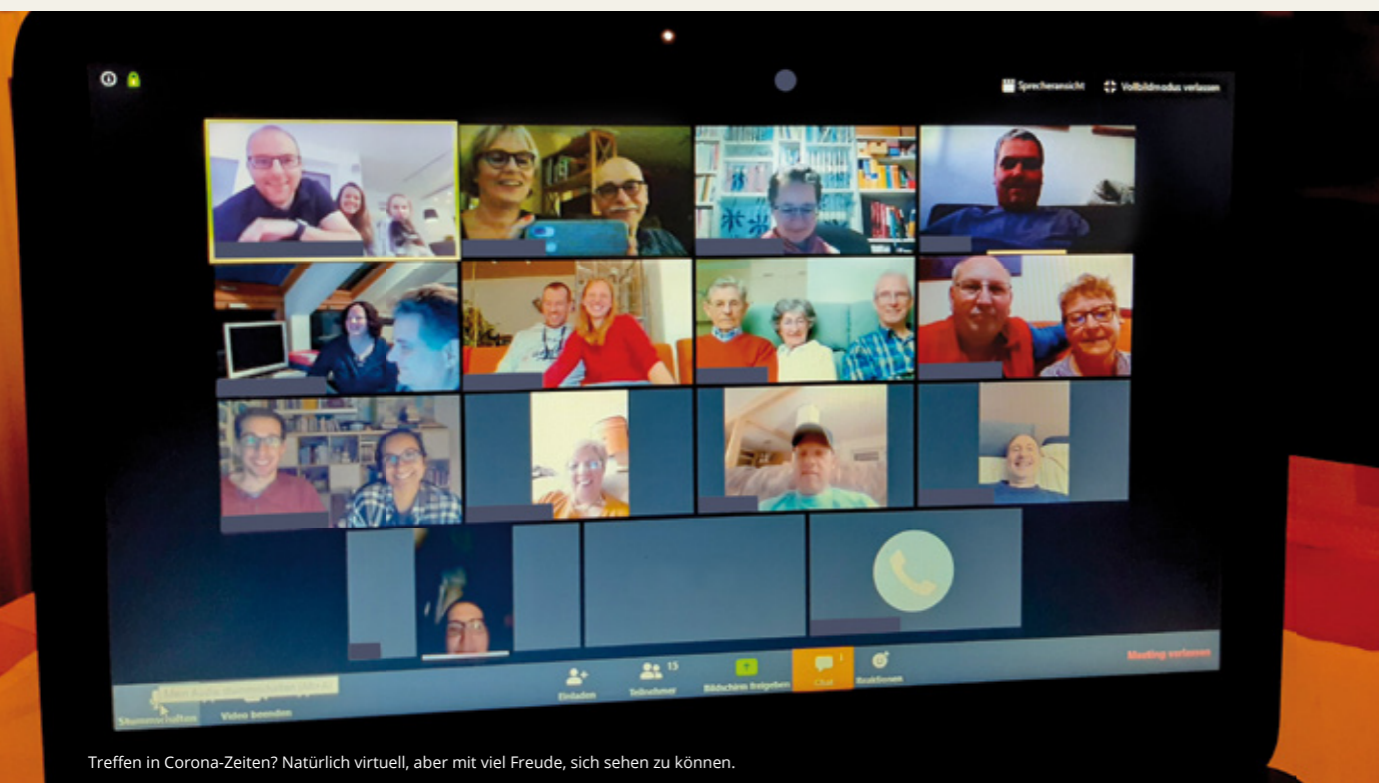 Sprecheransicht
Vollbildmodus verlassen
15
1
Einladen
Teilnehmer
Bildschirm freigeben
Chat
Reaktionen
Meeting verlassen
Stummschalten
Video beenden
Treffen in Corona-Zeiten? Natürlich virtuell, aber mit viel Freude, sich sehen zu können.